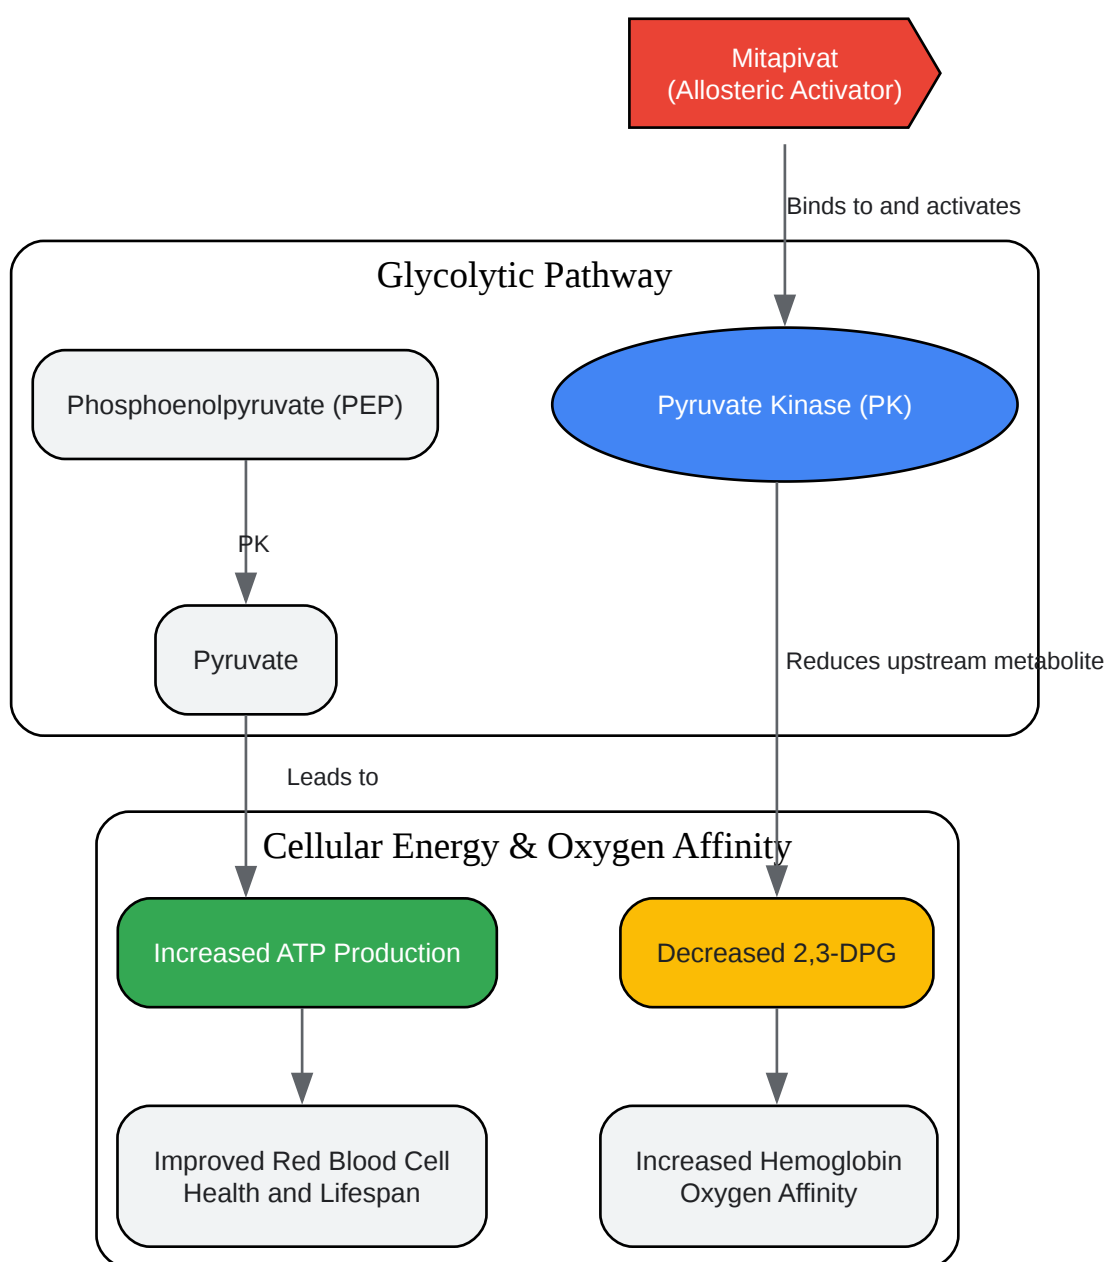 Mitapivat
(Allosteric Activator)
Binds to and activates
Glycolytic Pathway
Phosphoenolpyruvate (PEP)
Pyruvate Kinase (PK)
PK
Pyruvate
Reduces upstream metabolite
Leads to
Cellular Energy & Oxygen Affinity
Increased ATP Production
Decreased 2,3-DPG
Improved Red Blood Cell
Health and Lifespan
Increased Hemoglobin
Oxygen Affinity